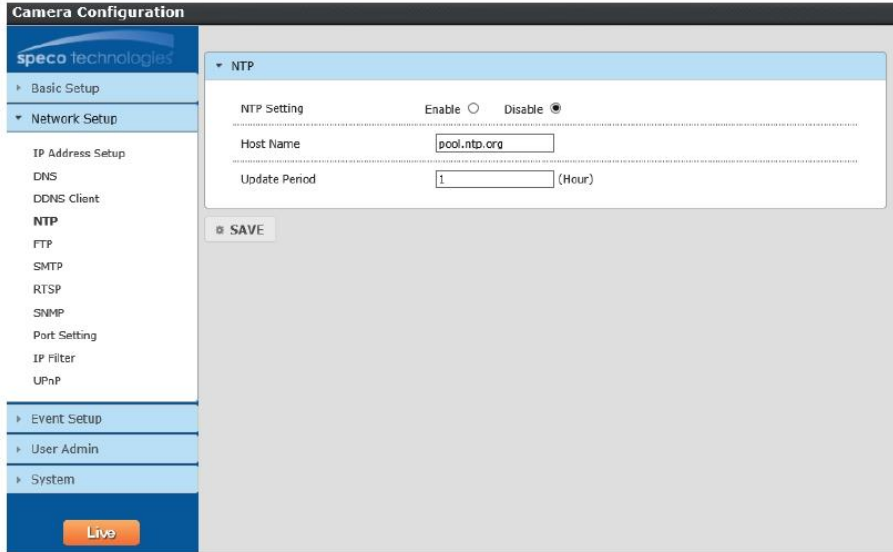 Camera Configuration
speco technologies
Basic Setup
Network Setup
IP Address Setup
DNS
DDNS Client
NTP
FTP
SMTP
RTSP
SNMP
Port Setting
IP Filter
UPnP
Event Setup
User Admin
System
Live
NTP
NTP Setting Enable Disable
Host Name pool.ntp.org
Update Period 1 (Hour)
SAVE